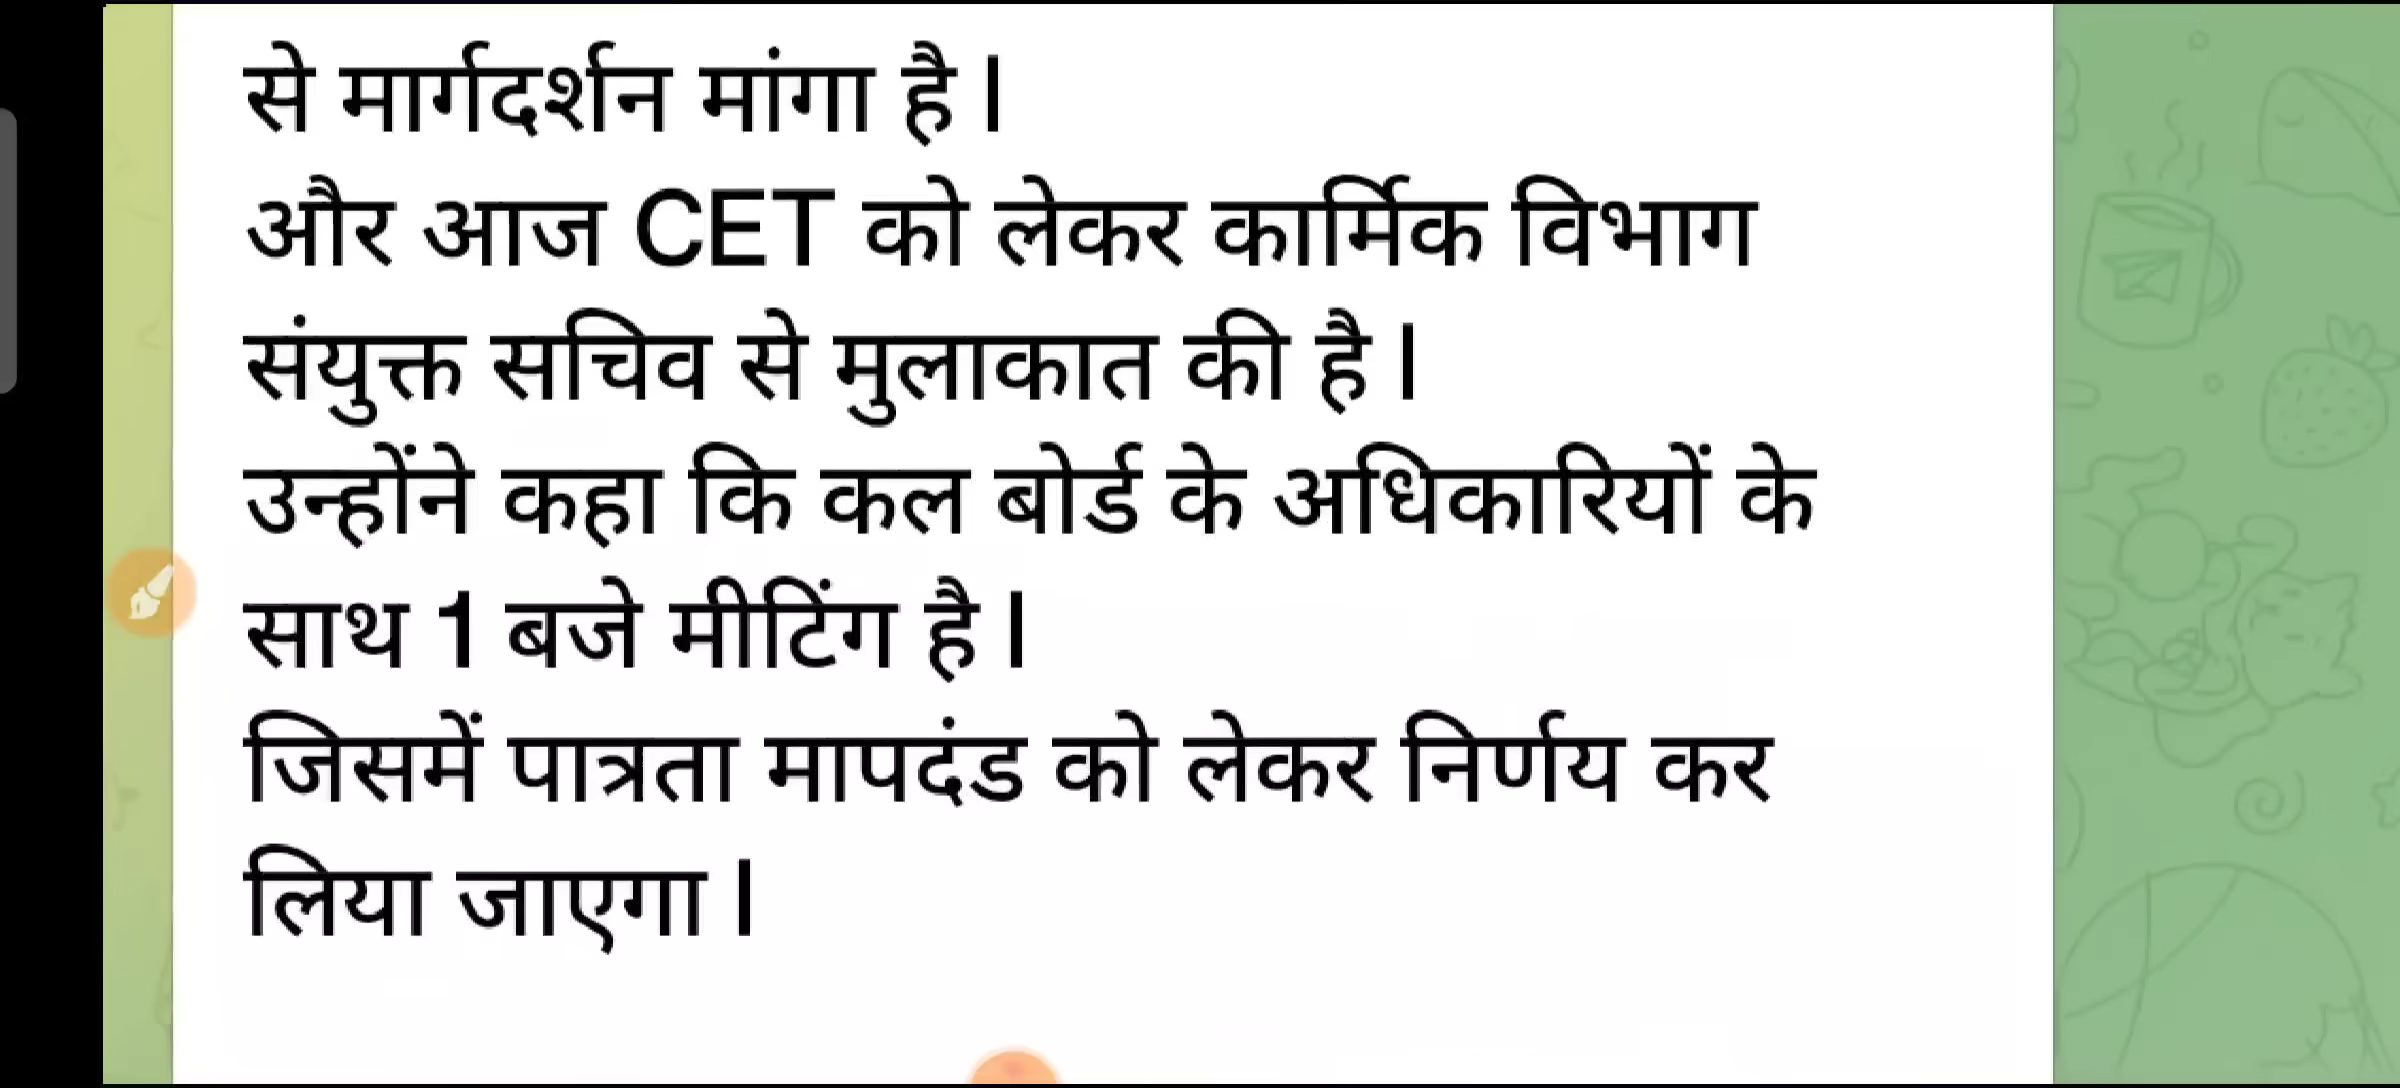 से मार्गदर्शन मांगा है।
और आज CET को लेकर कार्मिक विभाग
संयुक्त सचिव से मुलाकात की है।
उन्होंने कहा कि कल बोर्ड के अधिकारियों के
साथ 1 बजे मीटिंग है।
जिसमें पात्रता मापदंड को लेकर निर्णय कर
लिया जाएगा।